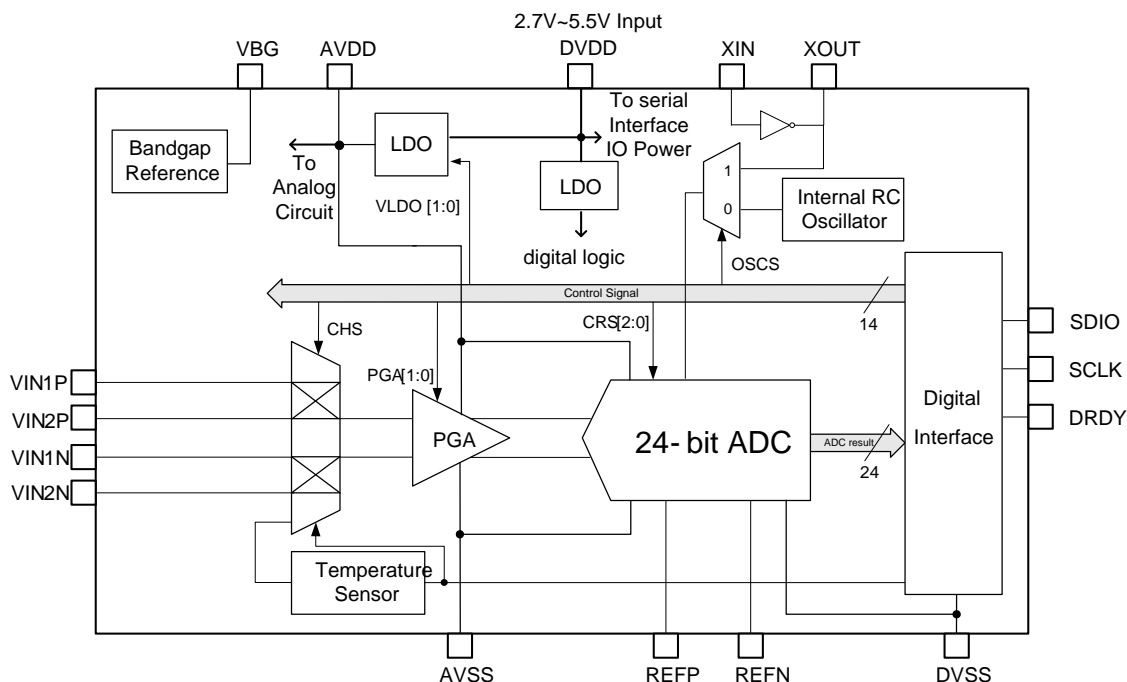 2.7V~5.5V Input
VBG
AVDD
DVDD
XIN
XOUT
To serial
Interface
IO Power
LDO
Bandgap
Reference
To
Analog
Circuit
LDO
1
0
Internal RC
Oscillator
VLDO [1:0]
digital logic
OSCS
Control Signal
14
CHS
CRS[2:0]
SDIO
PGA[1:0]
SCLK
VIN1P
VIN2P
VIN1N
VIN2N
PGA
24- bit ADC
ADC result
24
Digital
Interface
DRDY
Temperature
Sensor
AVSS
REFP
REFN
DVSS